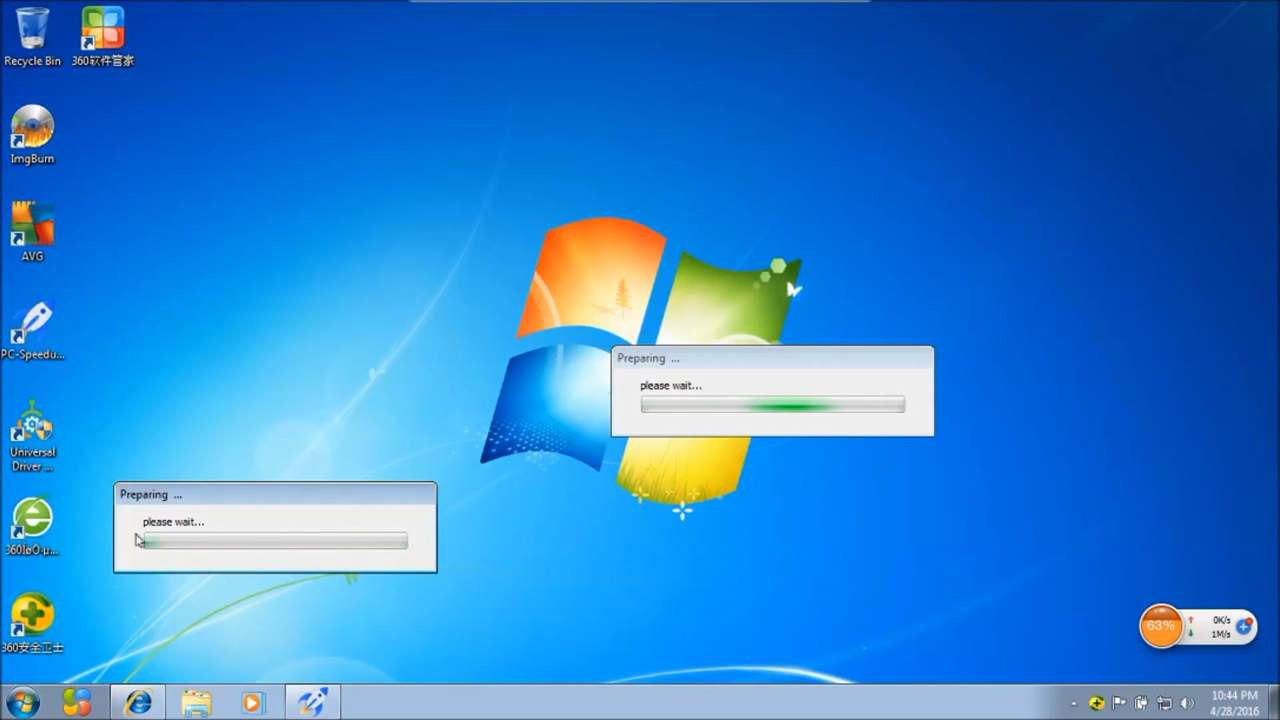 Recycle Bin
360软件管家
ImgBurn
AVG
PC-Speedu...
Universal
Driver ...
360安全卫士
Preparing ...
please wait...
Preparing ...
please wait...
63%
0K/s
1M/s
10:44 PM
4/28/2016